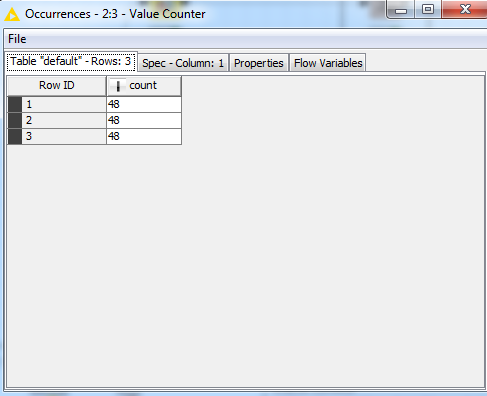 Occurrences - 2:3 - Value Counter
File
Table "default" - Rows: 3 Spec - Column: 1 Properties Flow Variables
Row ID I count
1 48
2 48
3 48